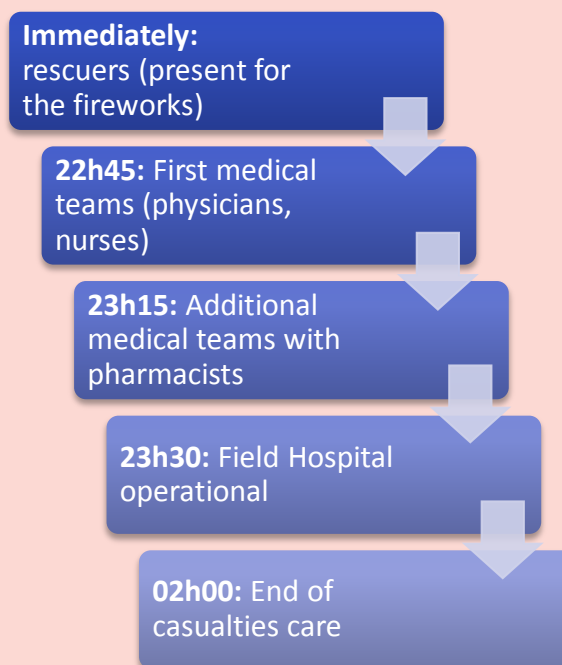 Immediately:
rescuers (present for
the fireworks)
22h45: First medical
teams (physicians,
nurses)
23h15: Additional
medical teams with
pharmacists
23h30: Field Hospital
operational
02h00: End of
casualties care